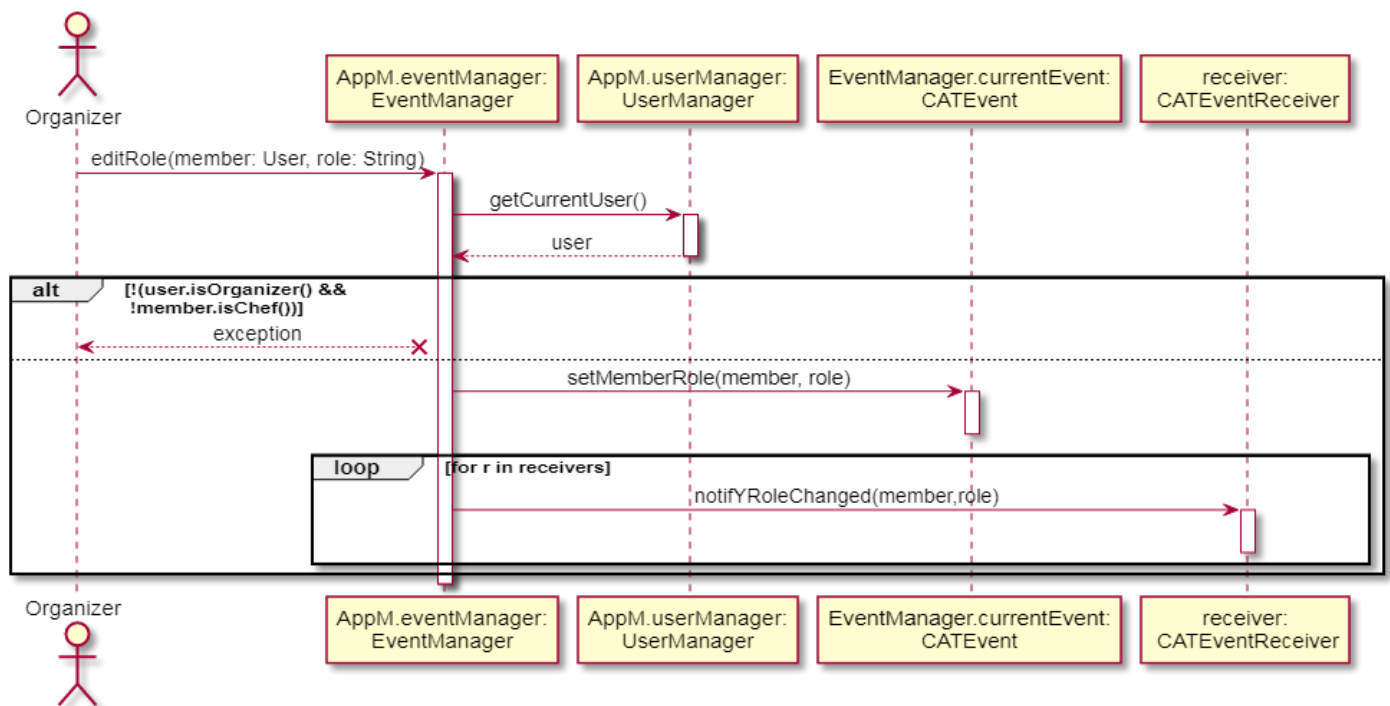 Organizer
AppM.eventManager:
EventManager
AppM.userManager:
UserManager
EventManager.currentEvent:
CATEvent
receiver:
CATEventReceiver
editRole(member: User, role: String)
getCurrentUser()
user
alt
[!(user.isOrganizer() &&
!member.isChef())]
exception
setMemberRole(member, role)
loop
[for r in receivers]
notifYRoleChanged(member,role)
Organizer
AppM.eventManager:
EventManager
AppM.userManager:
UserManager
EventManager.currentEvent:
CATEvent
receiver:
CATEventReceiver